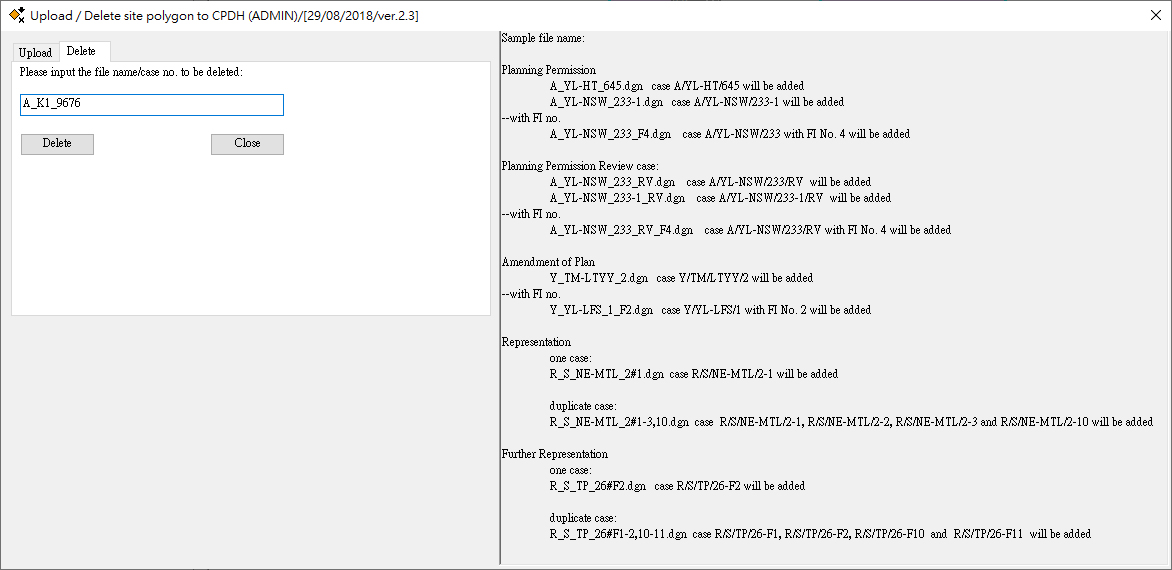 Upload / Delete site polygon to CPDH (ADMIN)/[29/08/2018/ver.2.3]
Upload Delete
Please input the file name/case no. to be deleted:
A_K1_9676
Delete Close
Sample file name:
Planning Permission
A_YL-HT_645.dgn case A/YL-HT/645 will be added
A_YL-NSW_233-1.dgn case A/YL-NSW/233-1 will be added
--with FI no.
A_YL-NSW_233_F4.dgn case A/YL-NSW/233 with FI No. 4 will be added
Planning Permission Review case:
A_YL-NSW_233_RV.dgn case A/YL-NSW/233/RV will be added
A_YL-NSW_233-1_RV.dgn case A/YL-NSW/233-1/RV will be added
--with FI no.
A_YL-NSW_233_RV_F4.dgn case A/YL-NSW/233/RV with FI No. 4 will be added
Amendment of Plan
Y_TM-LTYY_2.dgn case Y/TM/LTYY/2 will be added
--with FI no.
Y_YL-LFS_1_F2.dgn case Y/YL-LFS/1 with FI No. 2 will be added
Representation
one case:
R_S_NE-MTL_2#1.dgn case R/S/NE-MTL/2-1 will be added
duplicate case:
R_S_NE-MTL_2#1-3,10.dgn case R/S/NE-MTL/2-1, R/S/NE-MTL/2-2, R/S/NE-MTL/2-3 and R/S/NE-MTL/2-10 will be added
Further Representation
one case:
R_S_TP_26#F2.dgn case R/S/TP/26-F2 will be added
duplicate case:
R_S_TP_26#F1-2,10-11.dgn case R/S/TP/26-F1, R/S/TP/26-F2, R/S/TP/26-F10 and R/S/TP/26-F11 will be added